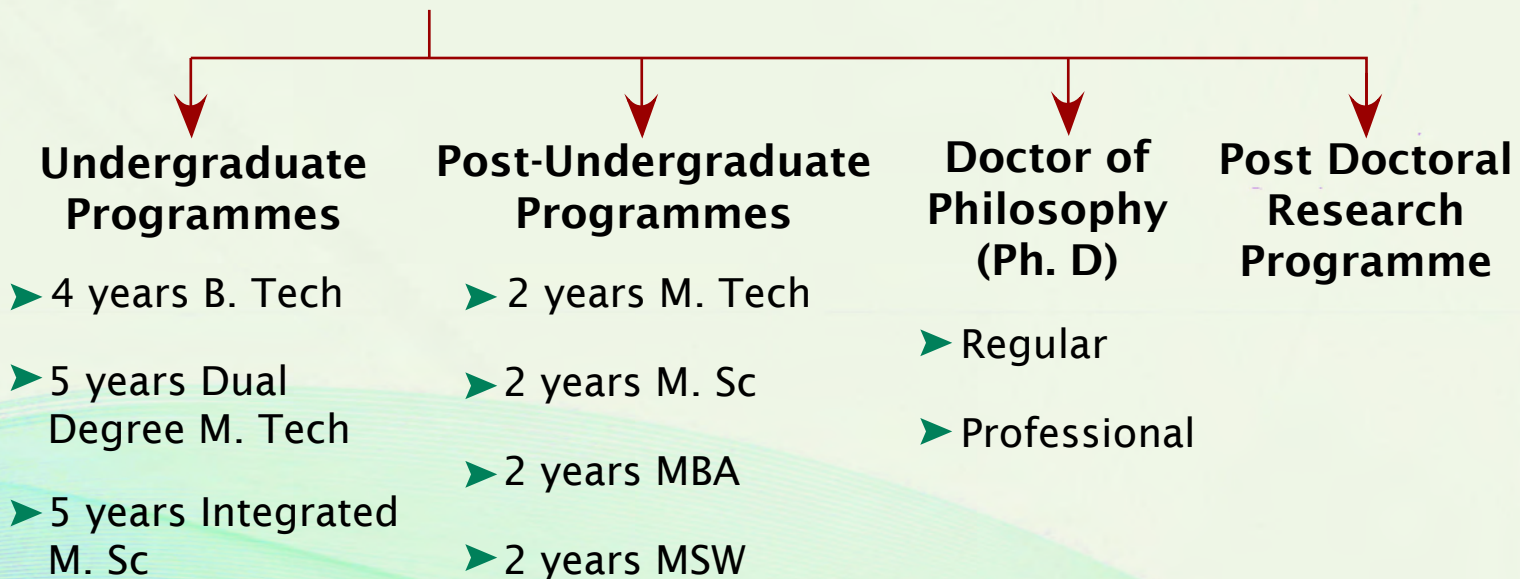 Undergraduate
Programmes
➤ 4 years B. Tech
➤ 5 years Dual
Degree M. Tech
➤ 5 years Integrated
M. Sc
Post-Undergraduate
Programmes
➤ 2 years M. Tech
➤ 2 years M. Sc
➤ 2 years MBA
➤ 2 years MSW
Doctor of
Philosophy
(Ph. D)
➤ Regular
➤ Professional
Post Doctoral
Research
Programme